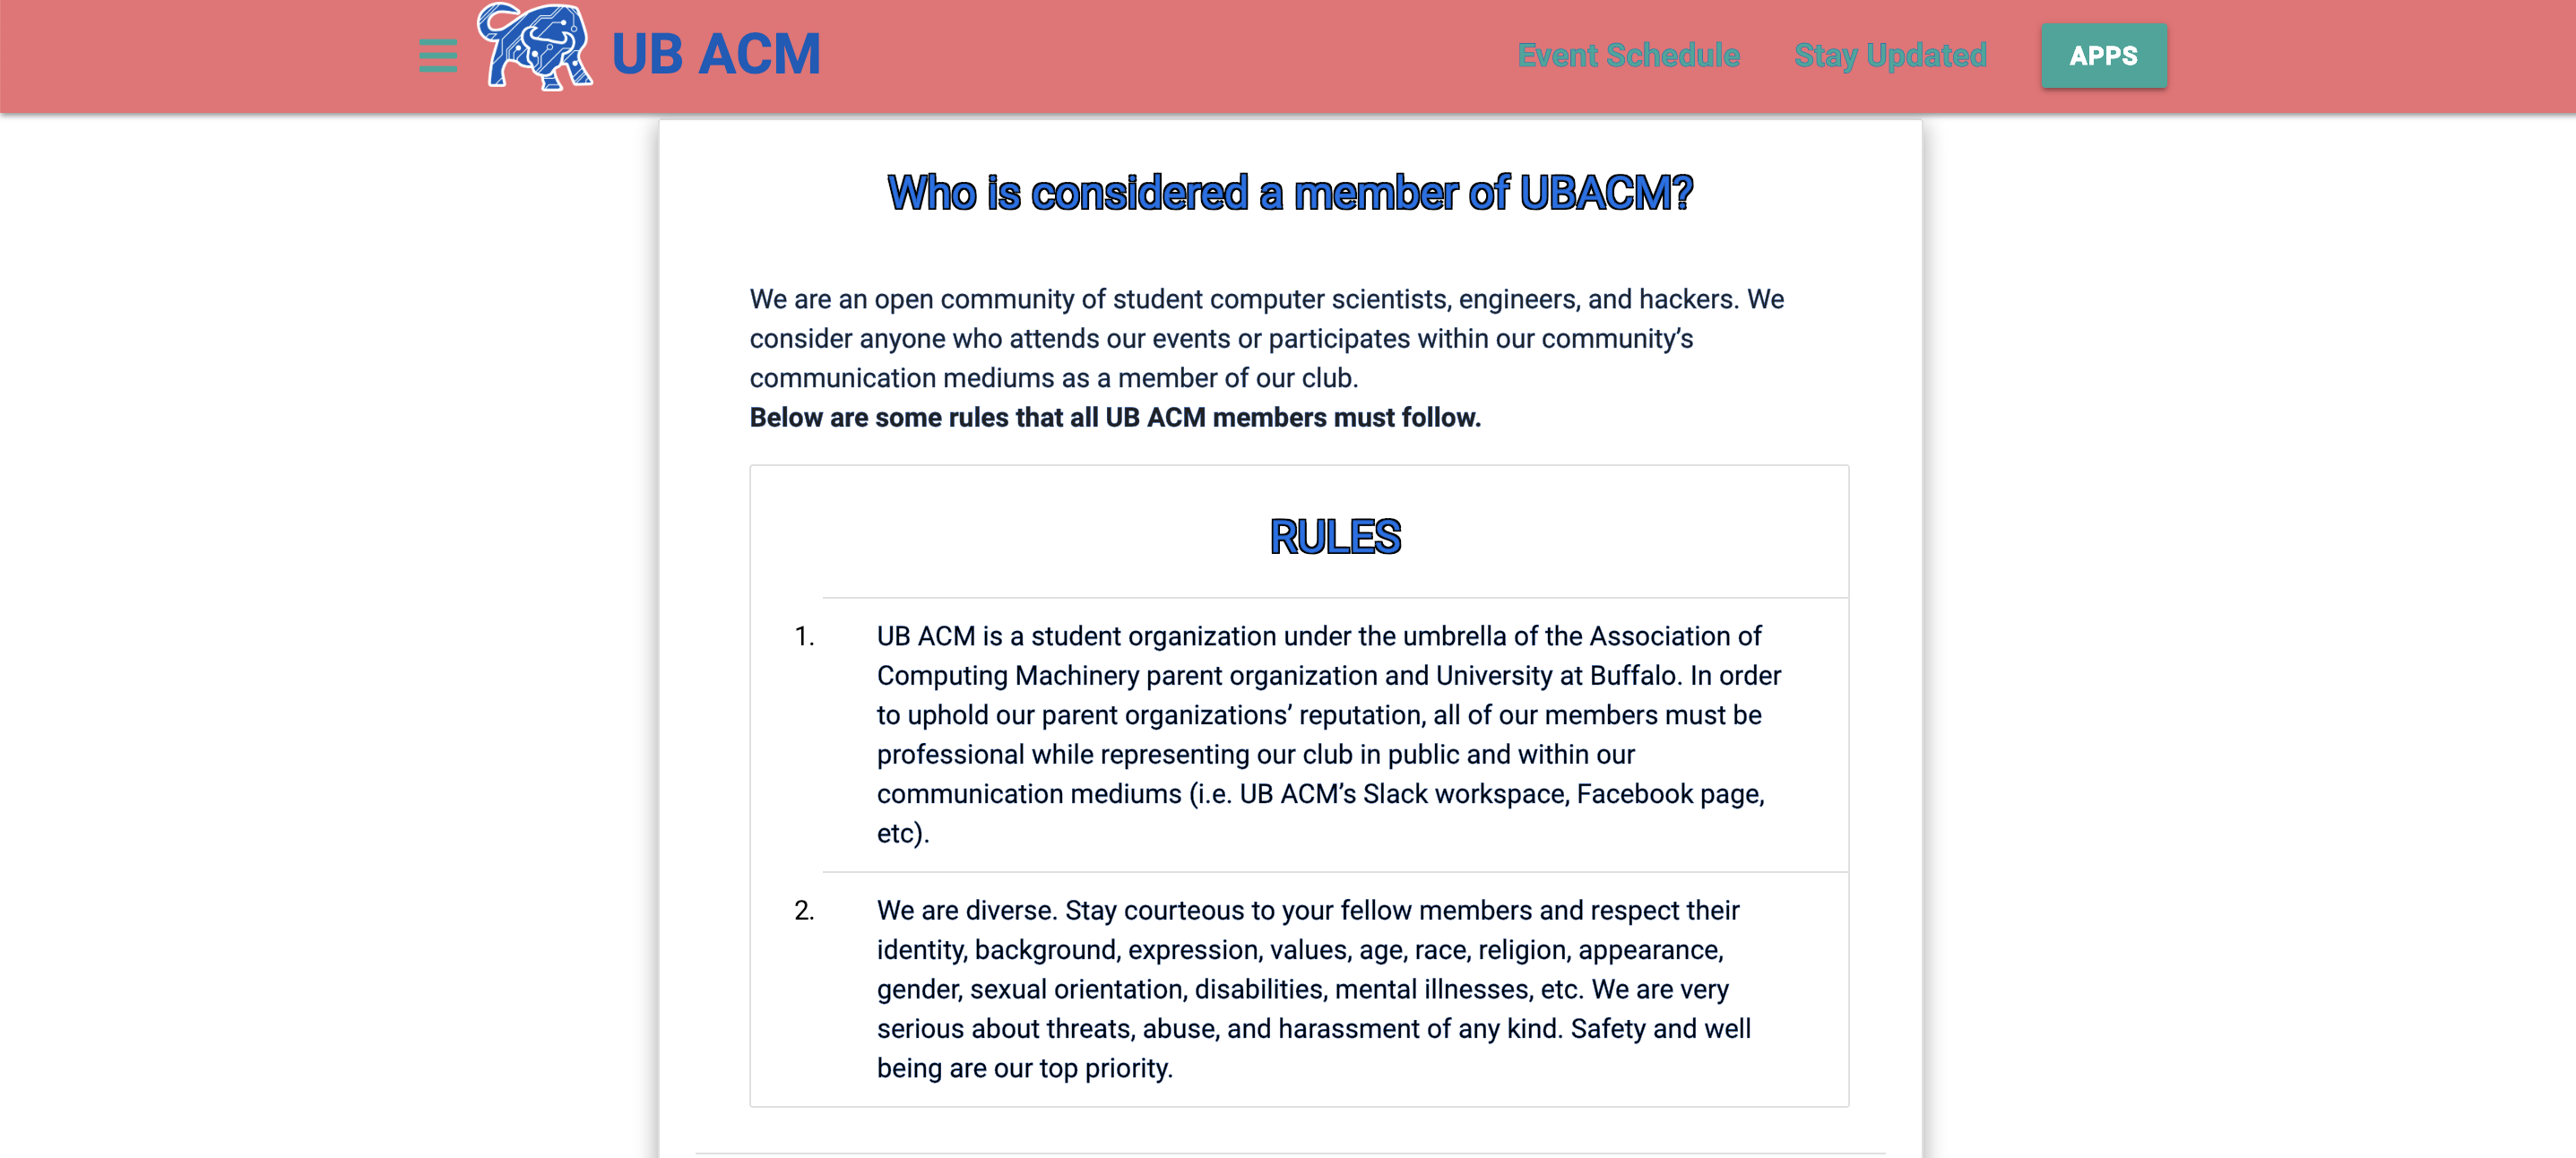 UB ACM
Event Schedule
Stay Updated
APPS
Who is considered a member of UBACM?
We are an open community of student computer scientists, engineers, and hackers. We
consider anyone who attends our events or participates within our community’s
communication mediums as a member of our club.
Below are some rules that all UB ACM members must follow.
RULES
1. UB ACM is a student organization under the umbrella of the Association of
Computing Machinery parent organization and University at Buffalo. In order
to uphold our parent organizations’ reputation, all of our members must be
professional while representing our club in public and within our
communication mediums (i.e. UB ACM’s Slack workspace, Facebook page,
etc).
2. We are diverse. Stay courteous to your fellow members and respect their
identity, background, expression, values, age, race, religion, appearance,
gender, sexual orientation, disabilities, mental illnesses, etc. We are very
serious about threats, abuse, and harassment of any kind. Safety and well
being are our top priority.